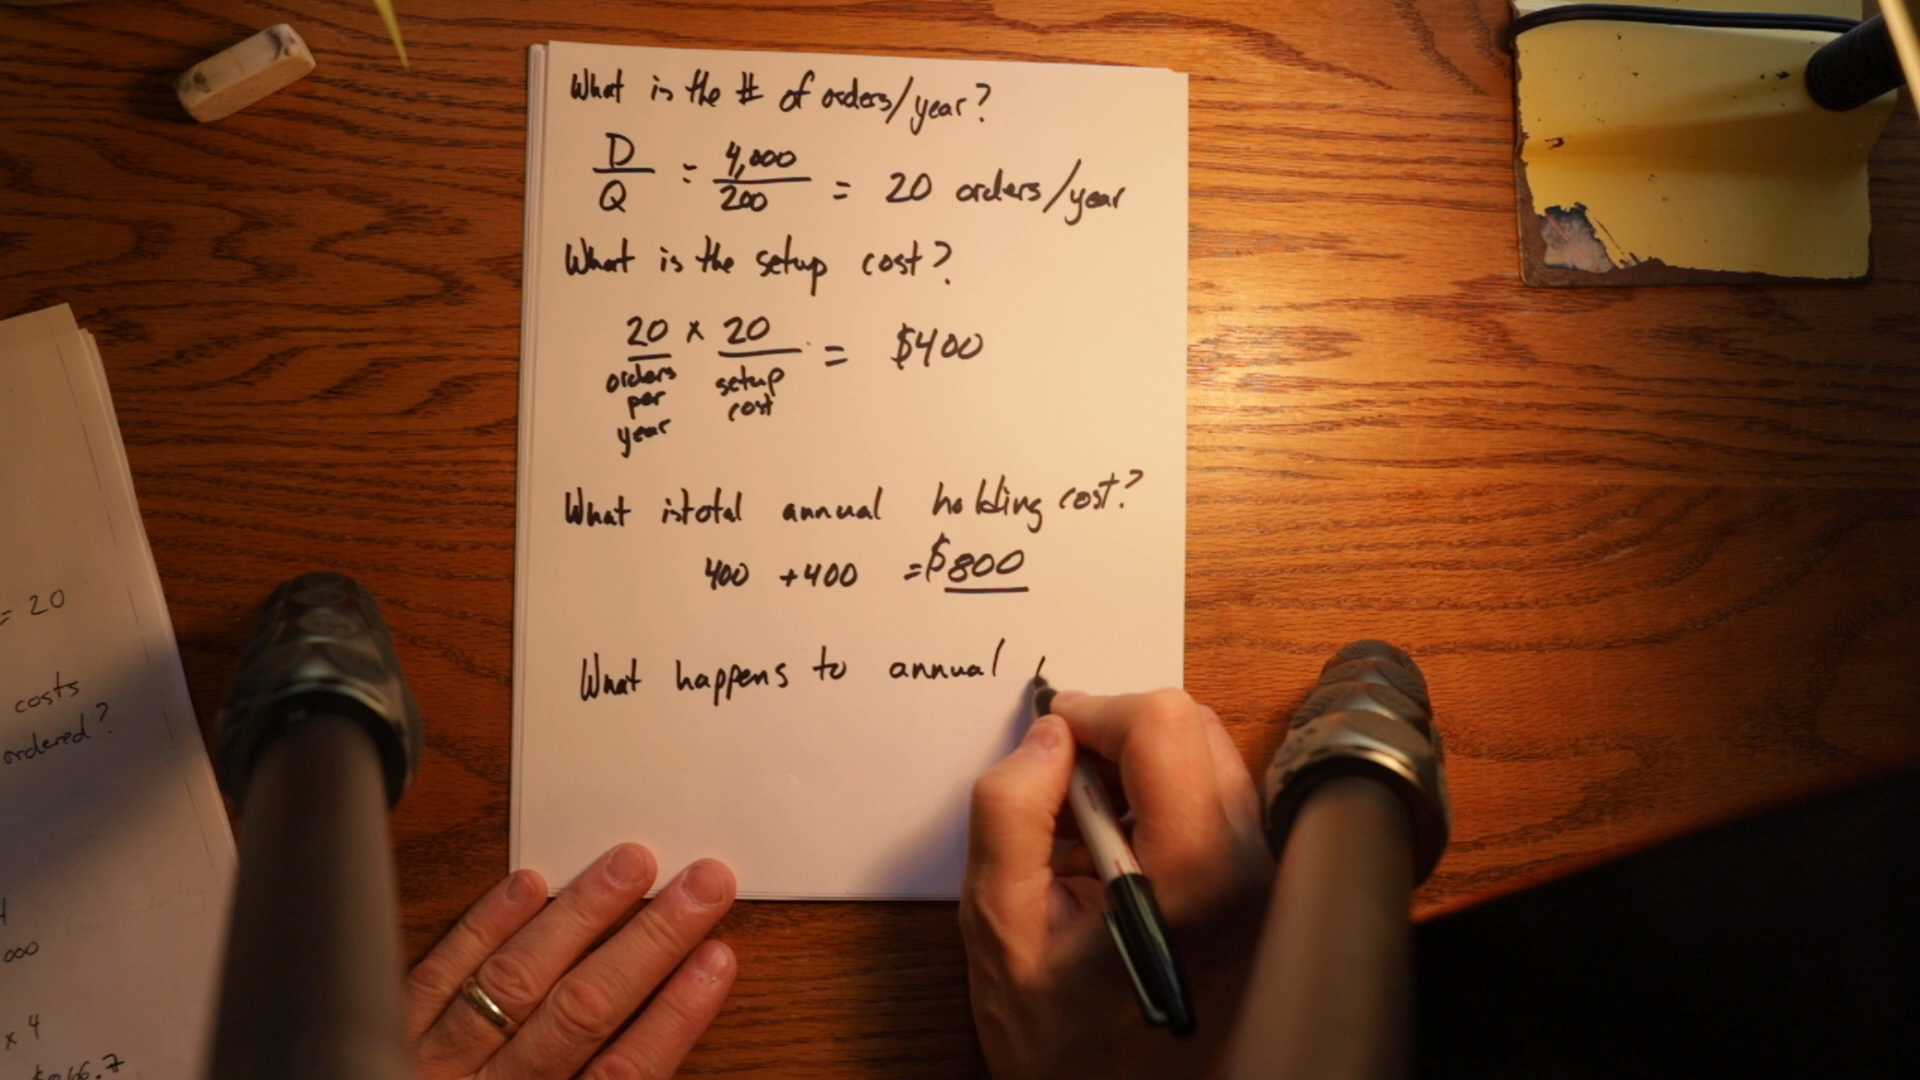 What is the # of orders/year?
D/Q = 4,000/200 = 20 orders/year
What is the setup cost?
20 x 20 = $400
orders per year
setup cost
What istotal annual holding cost?
400 +400 =$800
What happens to annual
= 20
costs
ordered?
000
x 4